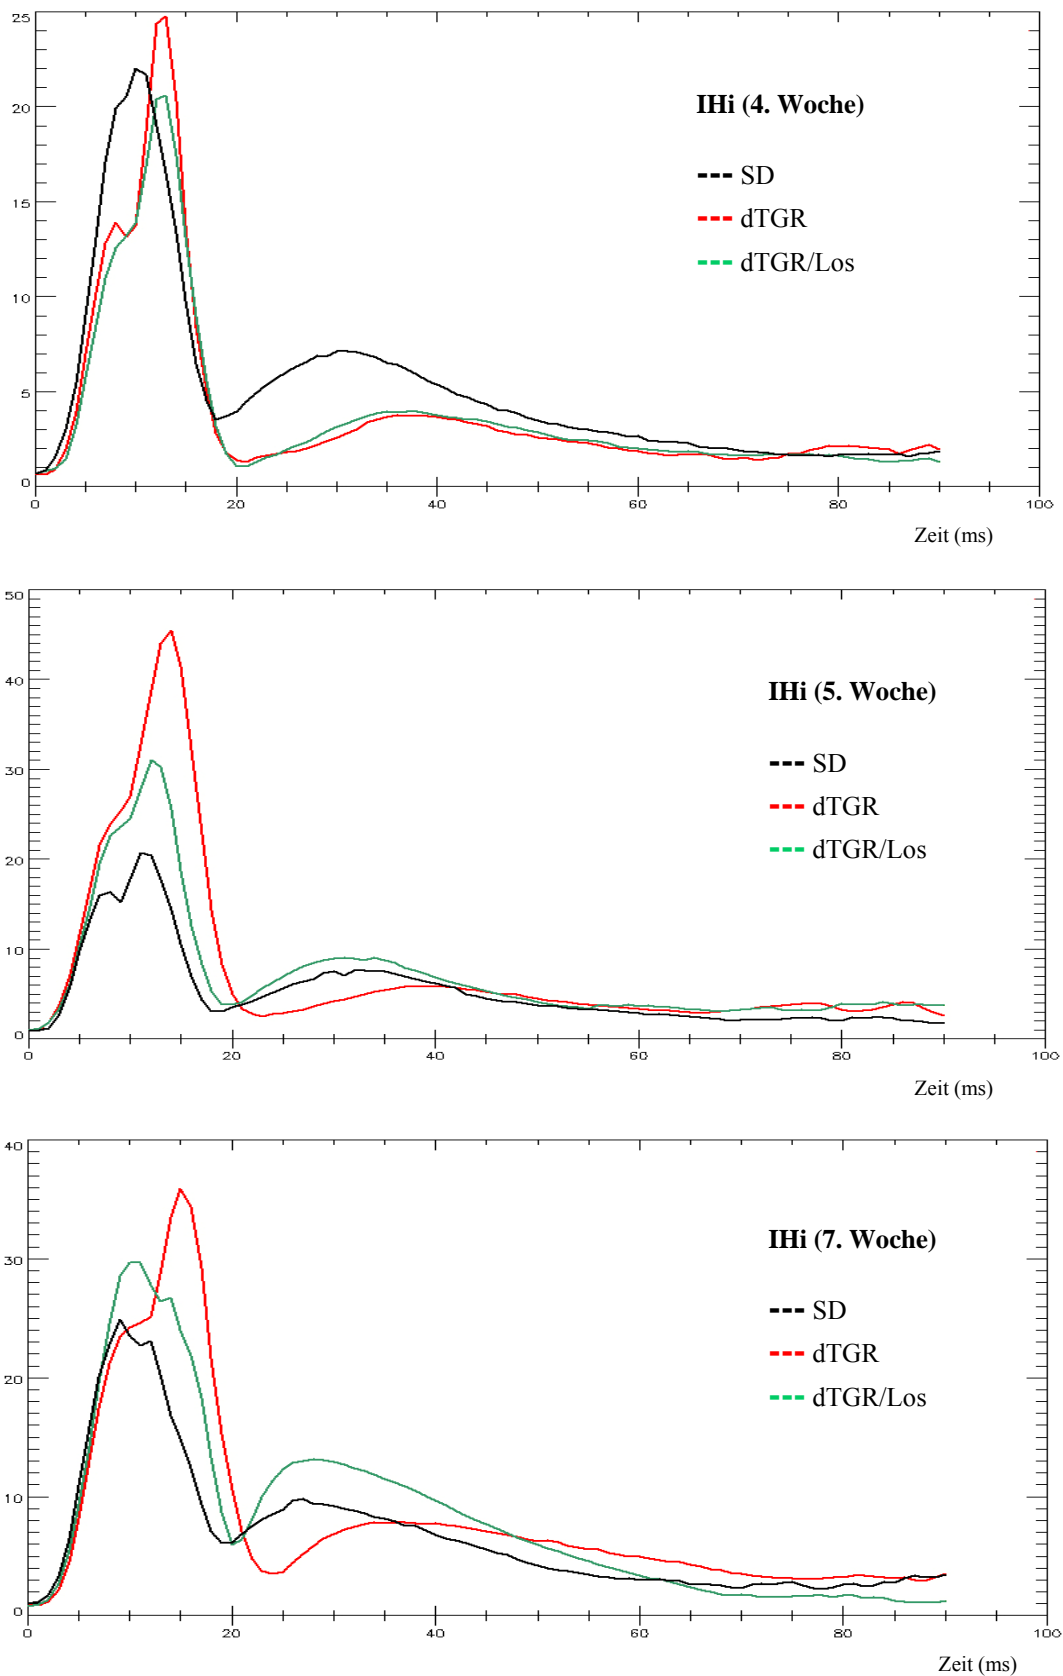 25
20
15
10
5
0
IHi (4. Woche)
SD
dTGR
dTGR/Los
0 20 40 60 80 100
Zeit (ms)
50
40
30
20
10
0
IHi (5. Woche)
SD
dTGR
dTGR/Los
0 20 40 60 80 100
Zeit (ms)
40
30
20
10
0
IHi (7. Woche)
SD
dTGR
dTGR/Los
0 20 40 60 80 100
Zeit (ms)